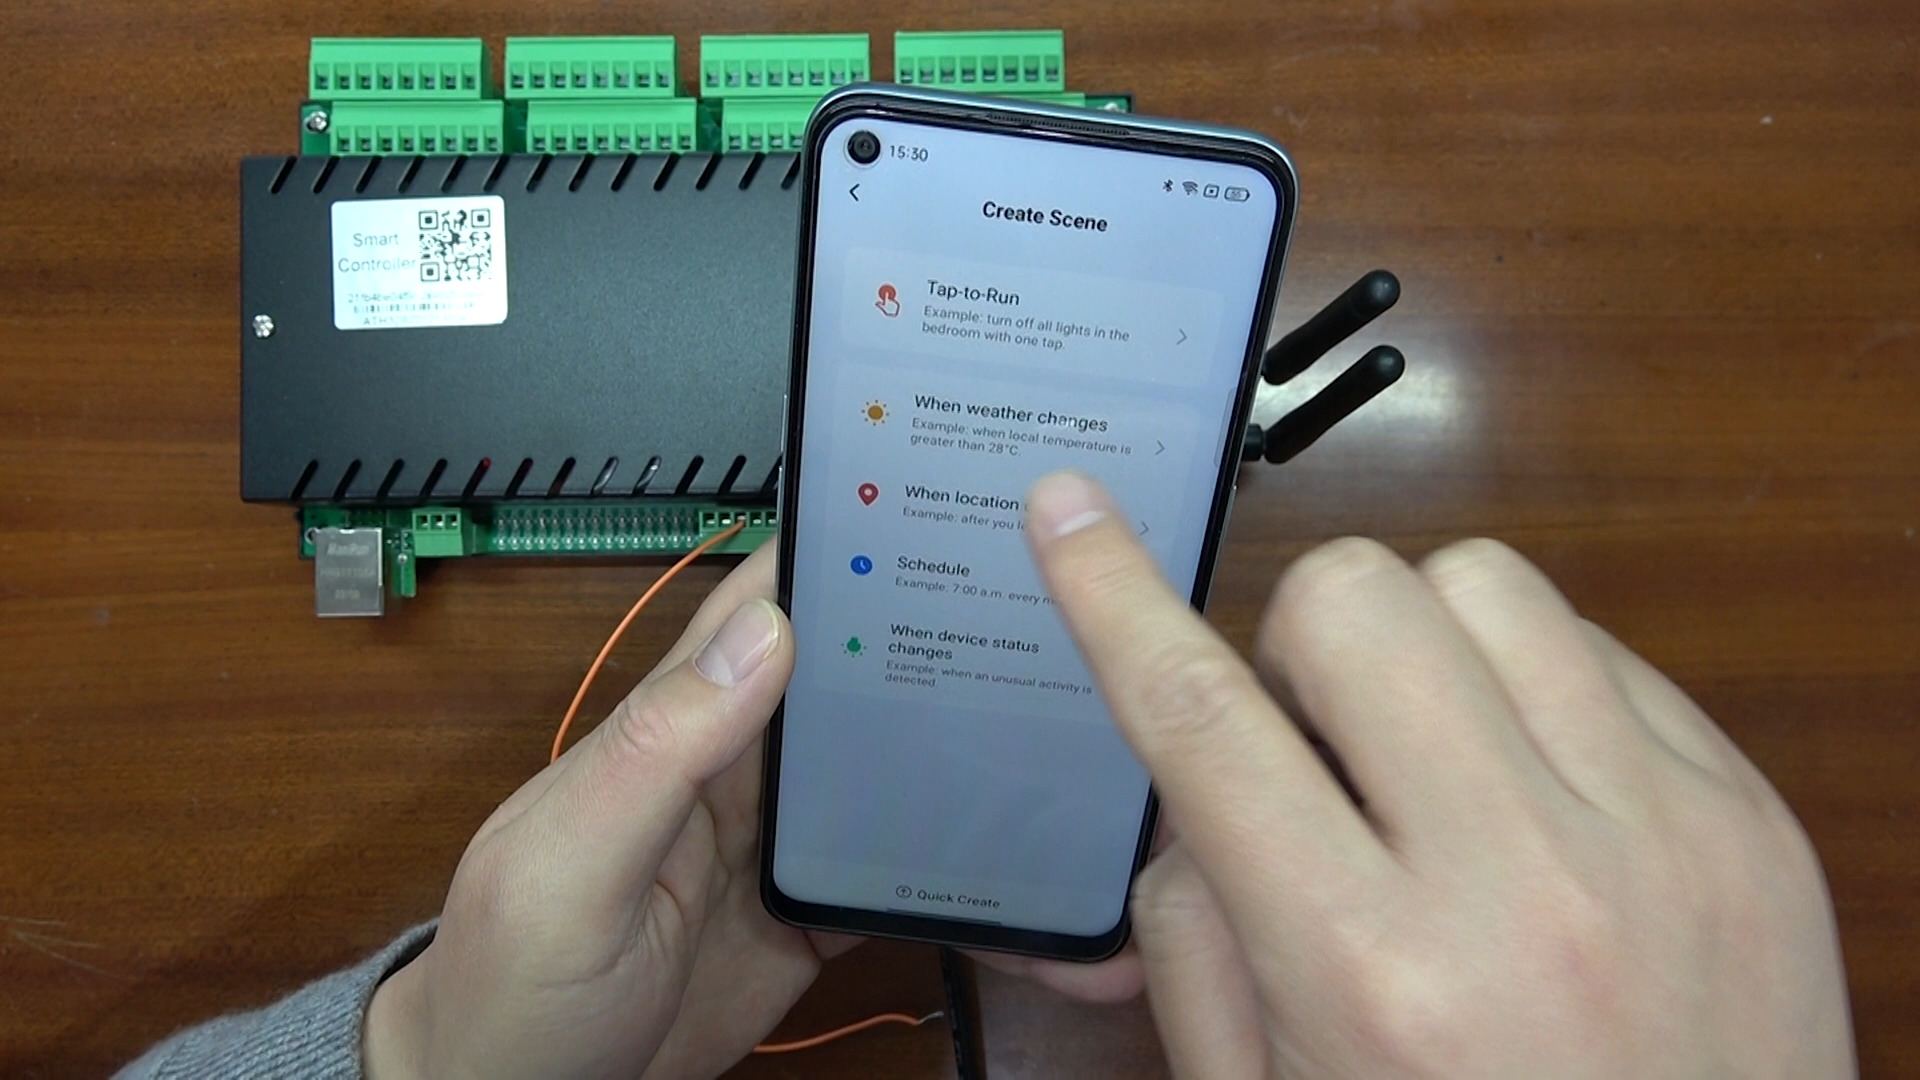 Smart
Controller
15:30
Create Scene
Tap-to-Run
Example: turn off all lights in the
bedroom with one tap.
When weather changes
Example: when local temperature is
greater than 28°C.
When location
Example: after you
Schedule
Example: 7:00 a.m. every
When device status
changes
Example: when an unusual activity is
detected.
Quick Create